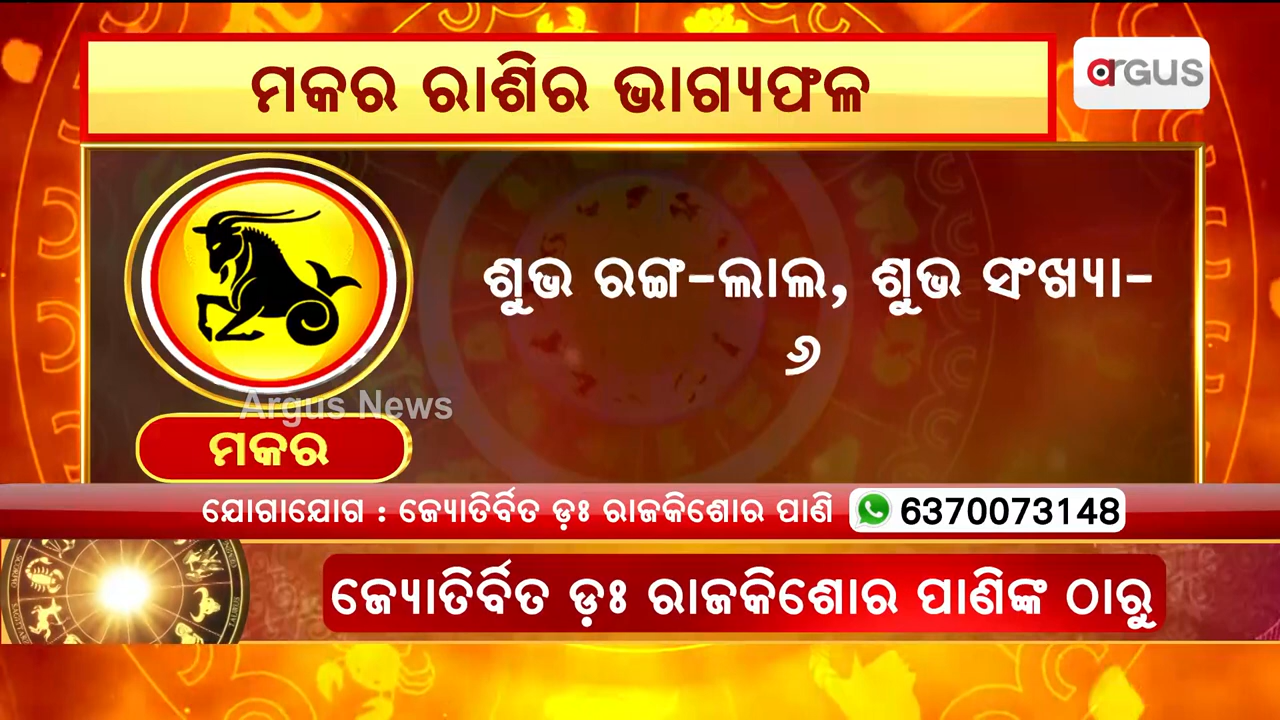 ମକର ରାଶିର ଭାଗ୍ୟଫଳ
argus
ଶୁଭ ରଙ୍ଗ-ଲାଲ, ଶୁଭ ସଂଖ୍ୟା-
୬
Argus News
ମକର
ଯୋଗାଯୋଗ : ଜ୍ୟୋତିର୍ବିତ ଡ଼ଃ ରାଜକିଶୋର ପାଣି 6370073148
ଜ୍ୟୋତିର୍ବିତ ଡ଼ଃ ରାଜକିଶୋର ପାଣିଙ୍କ ଠାରୁ